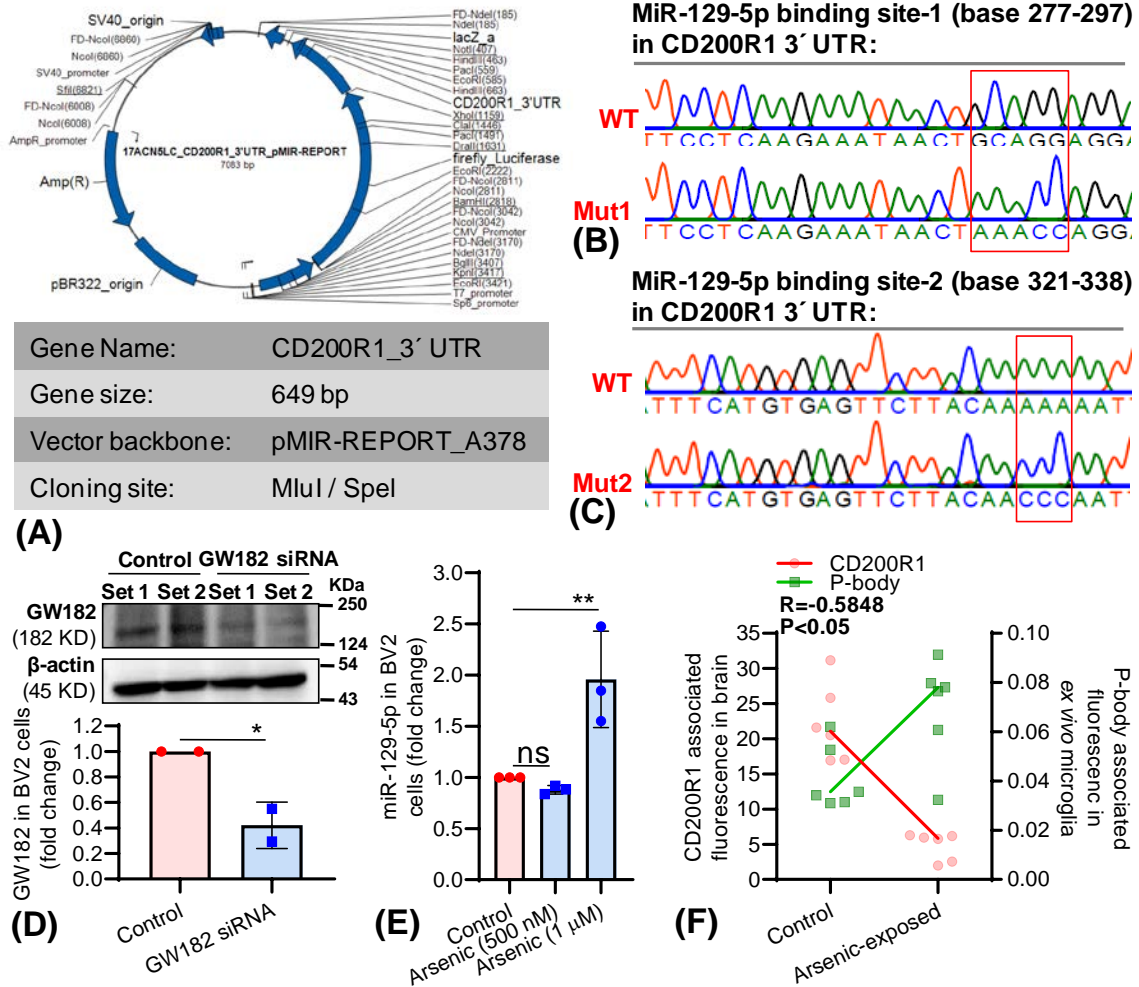 SV40_origin
FD-NcoI(6860)
NcoI(6860)
SV40_promoter
SfiI(6821)
FD-NcoI(6008)
NcoI(6008)
AmpR_promoter
Amp(R)
pBR322_origin
17ACN5LC_CD200R1_3'UTR_pMIR-REPORT
7083 bp
FD-NdeI(185)
NdeI(185)
lacZ_a
NotI(407)
HindIII(463)
PacI(559)
EcoRI(585)
HindIII(663)
CD200R1_3'UTR
XhoI(1159)
ClaI(1446)
PacI(1491)
DraIII(1631)
firefly_Luciferase
EcoRI(2222)
FD-NcoI(2811)
NcoI(2811)
BamHI(2818)
FD-NcoI(3042)
NcoI(3042)
CMV_Promoter
FD-NdeI(3170)
NdeI(3170)
BglII(3407)
KpnI(3417)
EcoRI(3421)
T7_promoter
Sp6_promoter
Gene Name: CD200R1_3´ UTR
Gene size: 649 bp
Vector backbone: pMIR-REPORT_A378
Cloning site: MluI / SpeI
(A)
MiR-129-5p binding site-1 (base 277-297)
in CD200R1 3´ UTR:
WT
TTCCTCAAGAAATAACTGCAGGAGGA
Mut1
TTCCTCAAGAAATAACTAAACCAGGA
(B)
MiR-129-5p binding site-2 (base 321-338)
in CD200R1 3´ UTR:
WT
ATTTCATGTGAGTTCTTACAAAAAAATT
Mut2
ATTTCATGTGAGTTCTTACAACCCAATT
(C)
Control GW182 siRNA
Set 1 Set 2 Set 1 Set 2 KDa
GW182
(182 KD)
250
124
β-actin
(45 KD)
54
43
GW182 in BV2 cells
(fold change)
1.2
1.0
0.8
0.6
0.4
0.2
0.0
*
Control
GW182 siRNA
(D)
miR-129-5p in BV2
cells (fold change)
3.0
2.5
2.0
1.5
1.0
0.5
0.0
**
ns
Control
Arsenic (500 nM)
Arsenic (1 μM)
(E)
CD200R1
P-body
R=-0.5848
P<0.05
CD200R1 associated
fluorescence in brain
35
30
25
20
15
10
5
0
0.10
0.08
0.06
0.04
0.02
0.00
P-body associated
fluorescenc in
ex vivo microglia
Control
Arsenic-exposed
(F)